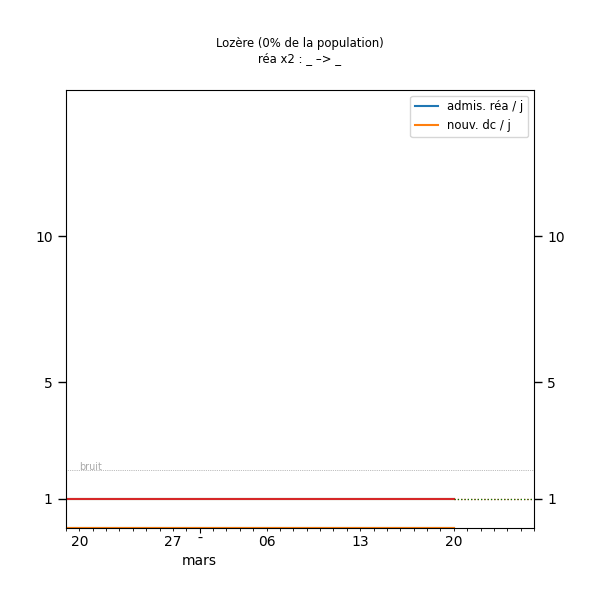 Lozère (0% de la population)
réa x2 : _ –> _
admis. réa / j
nouv. dc / j
10 10
5 5
bruit
1 1
20 27 - 06 13 20
mars